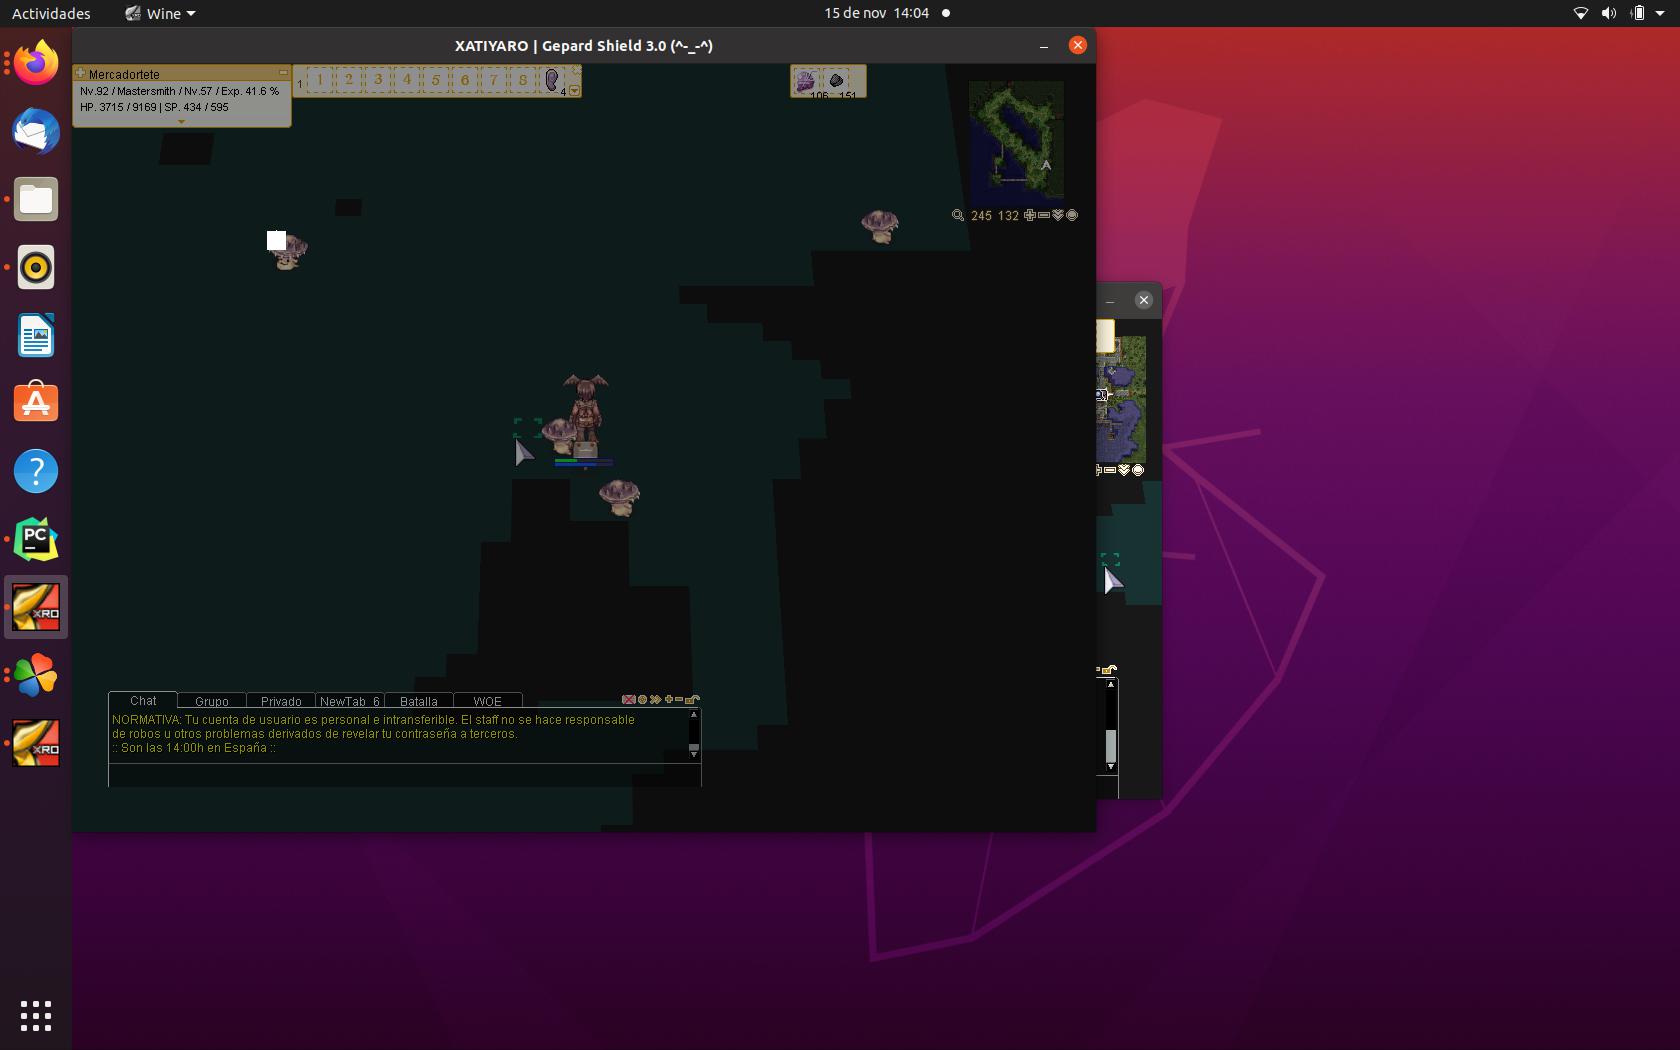 Actividades
Wine
15 de nov 14:04
XATIYARO | Gepard Shield 3.0 (^-_-^)
Mercadortete
Nv.92 / Mastersmith / Nv.57 / Exp. 41.6 %
HP. 3715 / 9169 | SP. 434 / 595
1 1 2 3 4 5 6 7 8 4
106 151
245 132
PC
XRO
XRO
Chat Grupo Privado NewTab 6 Batalla WOE
NORMATIVA: Tu cuenta de usuario es personal e intransferible. El staff no se hace responsable
de robos u otros problemas derivados de revelar tu contraseña a terceros.
:: Son las 14:00h en España ::